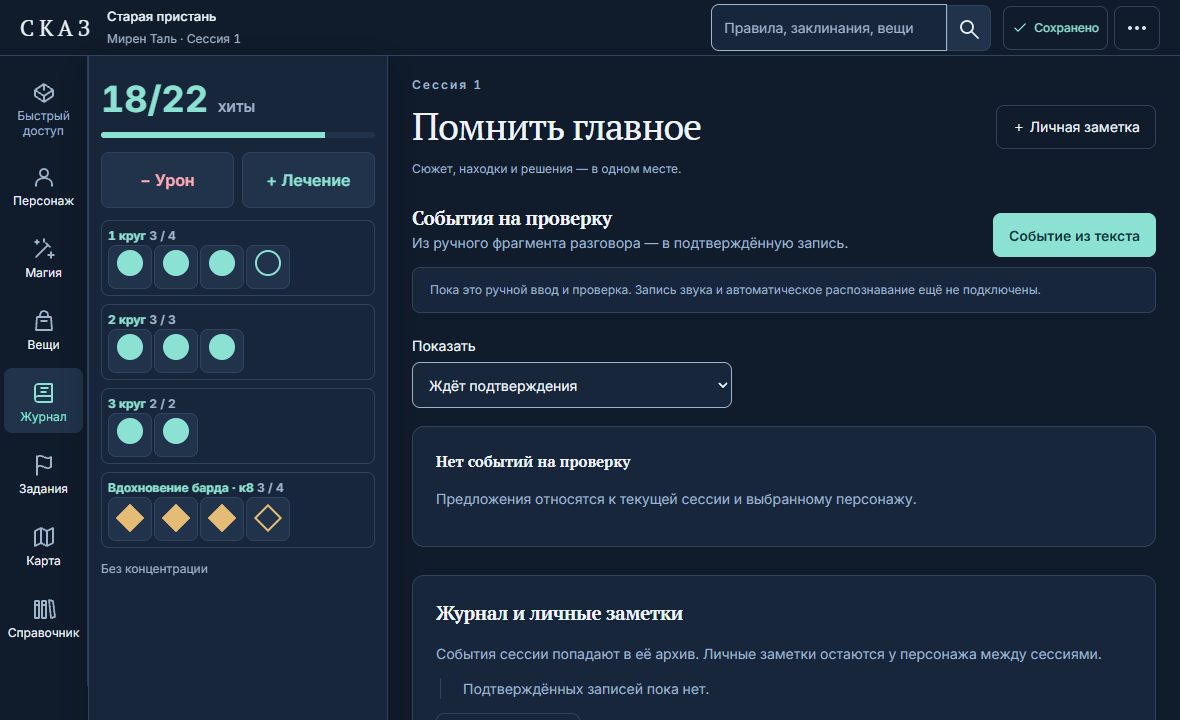 СКАЗ
Старая пристань
Мирен Таль · Сессия 1
Правила, заклинания, вещи
Сохранено
Быстрый
доступ
Персонаж
Магия
Вещи
Журнал
Задания
Карта
Справочник
18/22 хиты
− Урон
+ Лечение
1 круг 3 / 4
2 круг 3 / 3
3 круг 2 / 2
Вдохновение барда · к8 3 / 4
Без концентрации
Сессия 1
Помнить главное
+ Личная заметка
Сюжет, находки и решения — в одном месте.
События на проверку
Из ручного фрагмента разговора — в подтверждённую запись.
Событие из текста
Пока это ручной ввод и проверка. Запись звука и автоматическое распознавание ещё не подключены.
Показать
Ждёт подтверждения
Нет событий на проверку
Предложения относятся к текущей сессии и выбранному персонажу.
Журнал и личные заметки
События сессии попадают в её архив. Личные заметки остаются у персонажа между сессиями.
Подтверждённых записей пока нет.